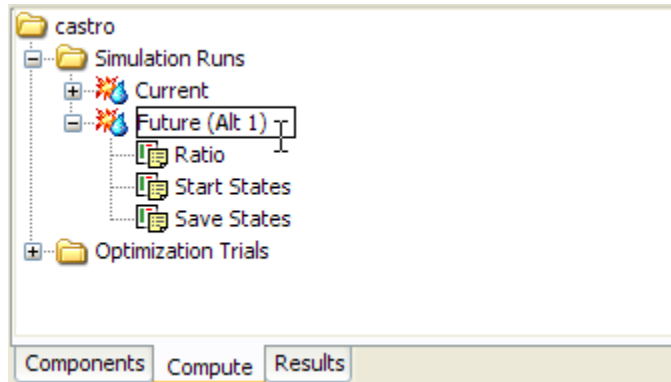 castro
Simulation Runs
Current
Future (Alt 1)
Ratio
Start States
Save States
Optimization Trials
Components Compute Results